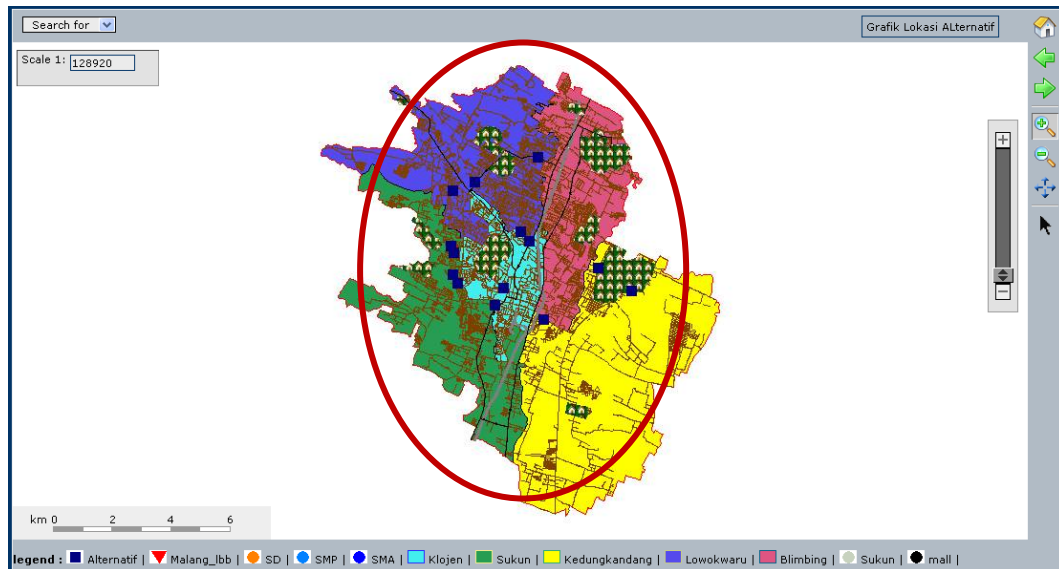 Search for
Grafik Lokasi ALternatif
Scale 1: 128920
km 0 2 4 6
legend : Alternatif | Malang_lbb | SD | SMP | SMA | Klojen | Sukun | Kedungkandang | Lowokwaru | Blimbing | Sukun | mall |